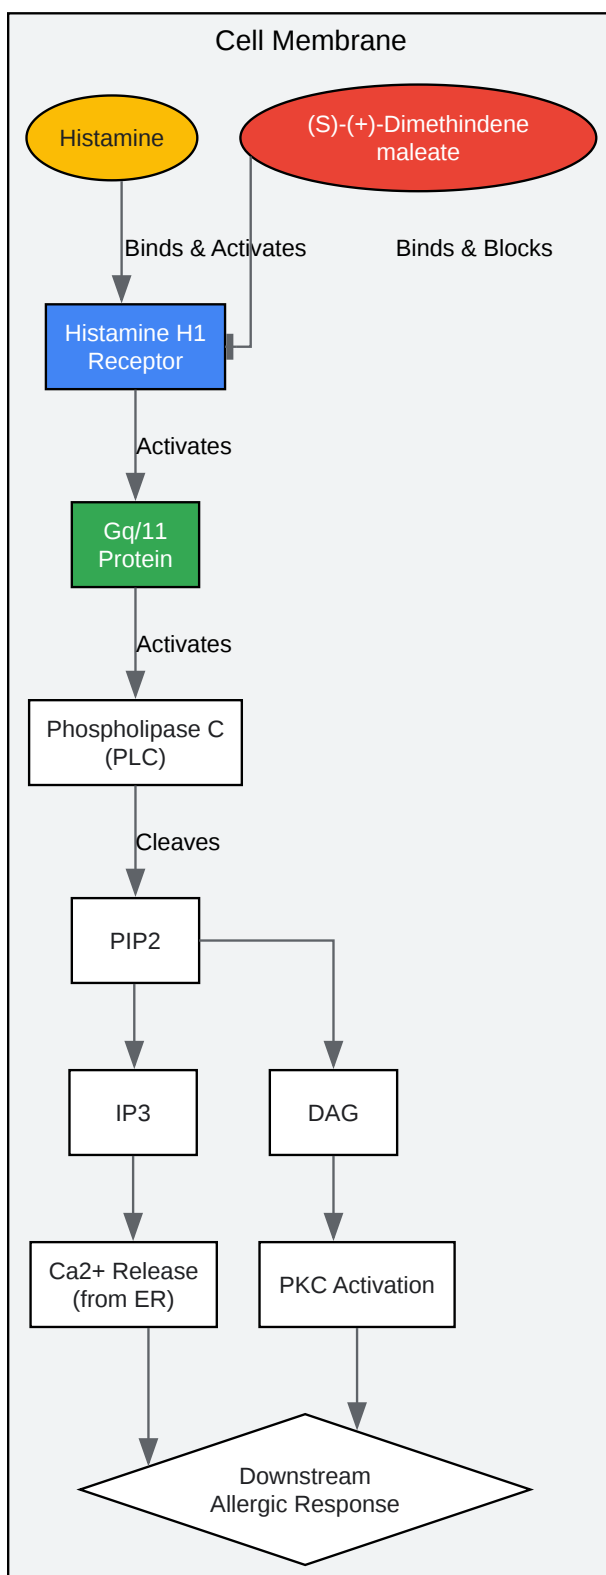 Cell Membrane
Histamine
(S)-(+)-Dimethindene
maleate
Binds & Activates
Binds & Blocks
Histamine H1
Receptor
Activates
Gq/11
Protein
Activates
Phospholipase C
(PLC)
Cleaves
PIP2
IP3
DAG
Ca2+ Release
(from ER)
PKC Activation
Downstream
Allergic Response